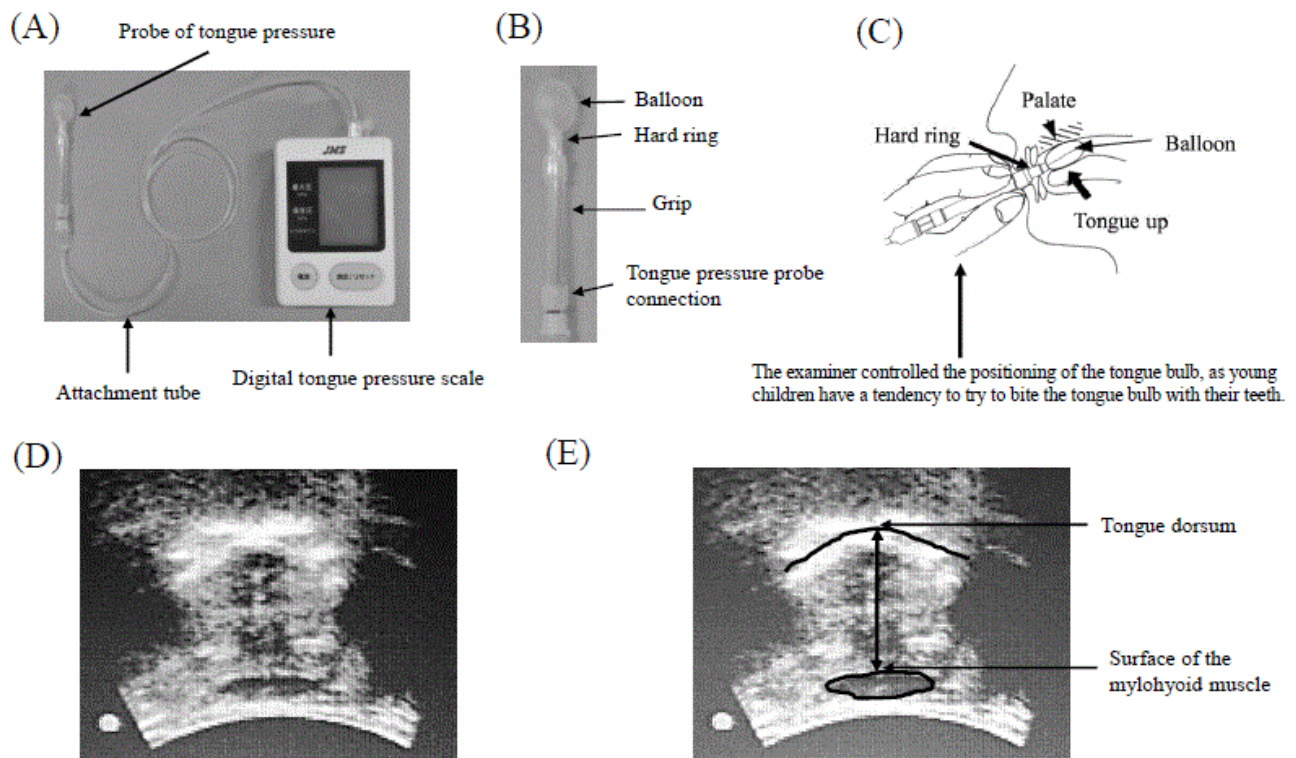 (A)
Probe of tongue pressure
JMS
Attachment tube
Digital tongue pressure scale
(B)
Balloon
Hard ring
Grip
Tongue pressure probe
connection
(C)
Palate
Hard ring
Balloon
Tongue up
The examiner controlled the positioning of the tongue bulb, as young
children have a tendency to try to bite the tongue bulb with their teeth.
(D)
(E)
Tongue dorsum
Surface of the
mylohyoid muscle